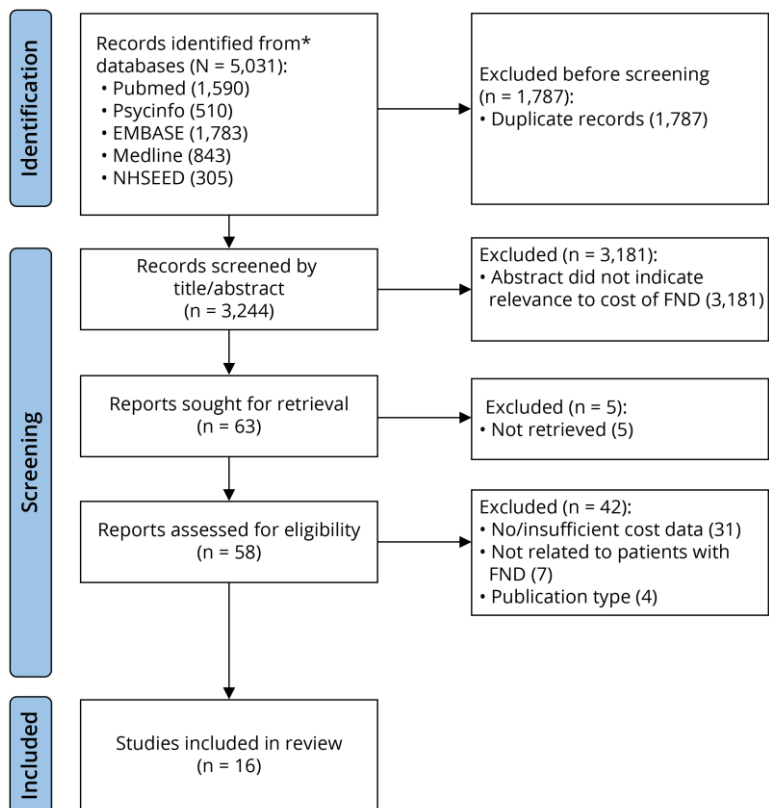 Identification
Records identified from*
databases (N = 5,031):
• Pubmed (1,590)
• Psycinfo (510)
• EMBASE (1,783)
• Medline (843)
• NHSEED (305)
Excluded before screening
(n = 1,787):
• Duplicate records (1,787)
Screening
Records screened by
title/abstract
(n = 3,244)
Excluded (n = 3,181):
• Abstract did not indicate
relevance to cost of FND (3,181)
Reports sought for retrieval
(n = 63)
Excluded (n = 5):
• Not retrieved (5)
Reports assessed for eligibility
(n = 58)
Excluded (n = 42):
• No/insufficient cost data (31)
• Not related to patients with
FND (7)
• Publication type (4)
Included
Studies included in review
(n = 16)